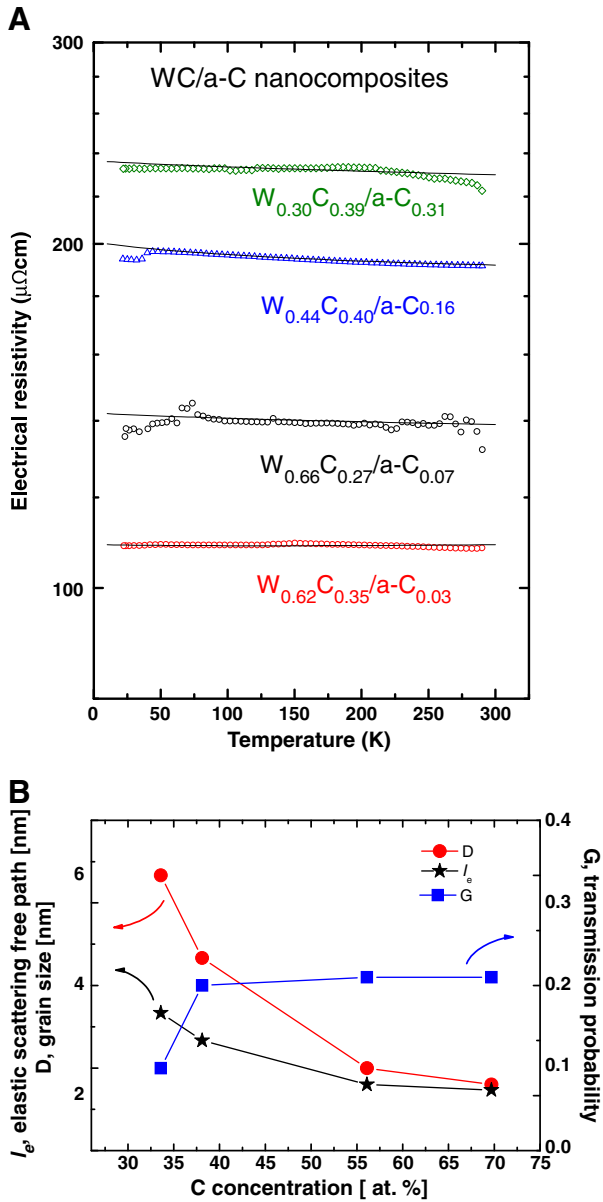 A
300
WC/a-C nanocomposites
W0.30C0.39/a-C0.31
200
W0.44C0.40/a-C0.16
W0.66C0.27/a-C0.07
W0.62C0.35/a-C0.03
100
Electrical resistivity (μΩcm)
0 50 100 150 200 250 300
Temperature (K)
B
le, elastic scattering free path [nm]
D, grain size [nm]
6
4
2
D
le
G
0.4
0.3
0.2
0.1
0.0
G, transmission probability
30 35 40 45 50 55 60 65 70 75
C concentration [ at. %]